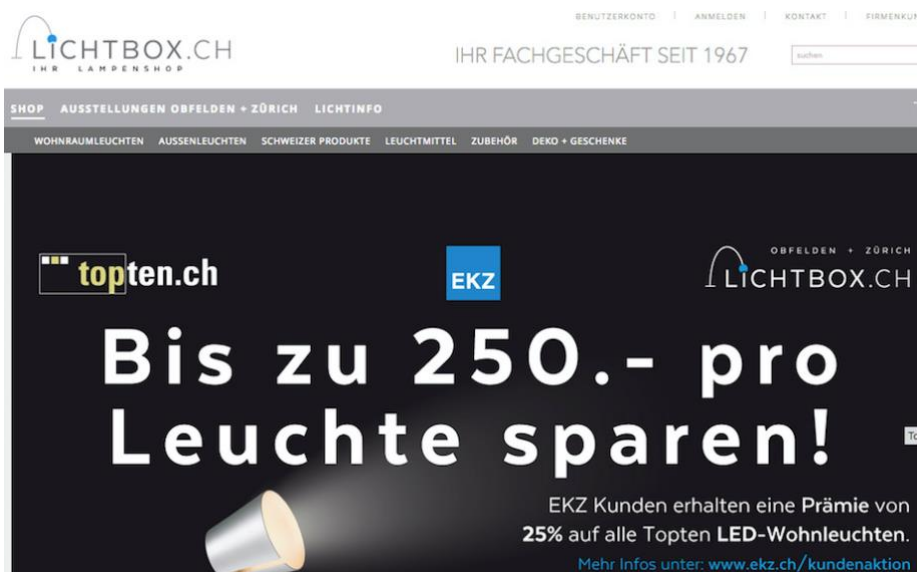 BENUTZERKONTO | ANMELDEN | KONTAKT | FIRMENKUN
LICHTBOX.CH
IHR LAMPENSHOP
IHR FACHGESCHÄFT SEIT 1967
suchen
SHOP AUSSTELLUNGEN OBFELDEN + ZÜRICH LICHTINFO
WOHNRAUMLEUCHTEN AUSSENLEUCHTEN SCHWEIZER PRODUKTE LEUCHTMITTEL ZUBEHÖR DEKO + GESCHENKE
topten.ch
EKZ
OBFELDEN + ZÜRICH
LICHTBOX.CH
Bis zu 250.- pro
Leuchte sparen!
To
EKZ Kunden erhalten eine Prämie von
25% auf alle Topten LED-Wohnleuchten.
Mehr Infos unter: www.ekz.ch/kundenaktion